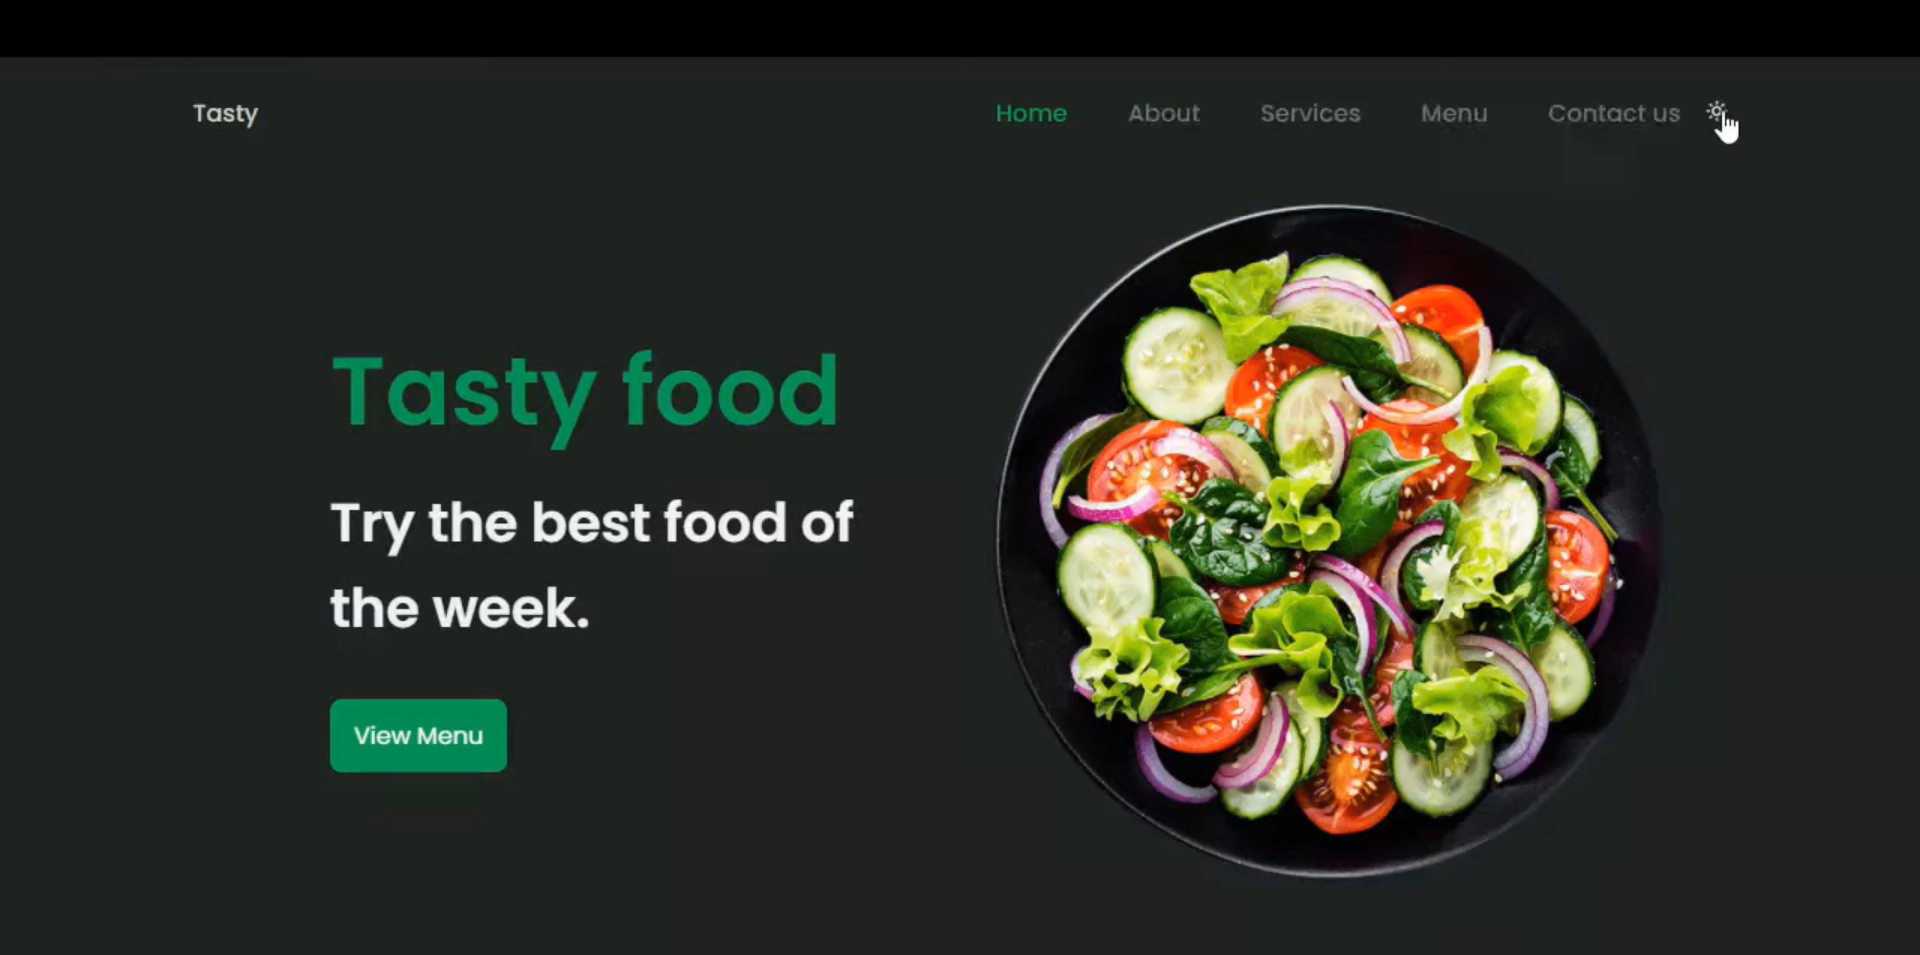 Tasty
Home About Services Menu Contact us
Tasty food
Try the best food of
the week.
View Menu